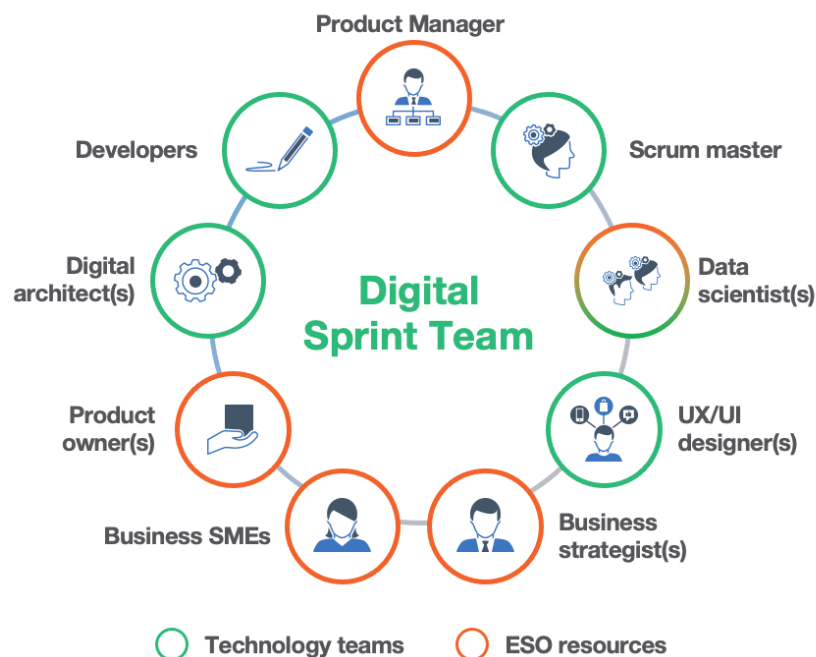 Product Manager
Developers
Scrum master
Digital
architect(s)
Data
scientist(s)
Digital
Sprint Team
Product
owner(s)
UX/UI
designer(s)
Business SMEs
Business
strategist(s)
Technology teams
ESO resources